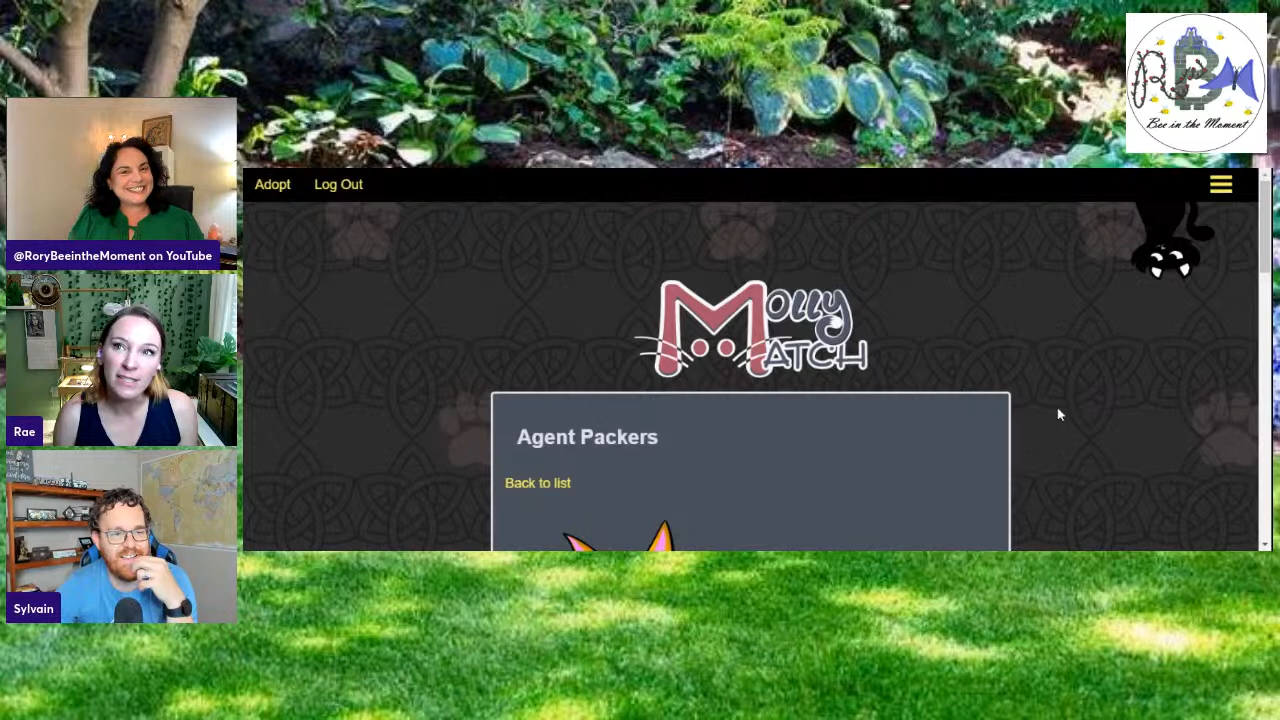 Bee in the Moment
Adopt
Log Out
@RoryBeeintheMoment on YouTube
Molly
Match
Agent Packers
Back to list
Rae
Sylvain